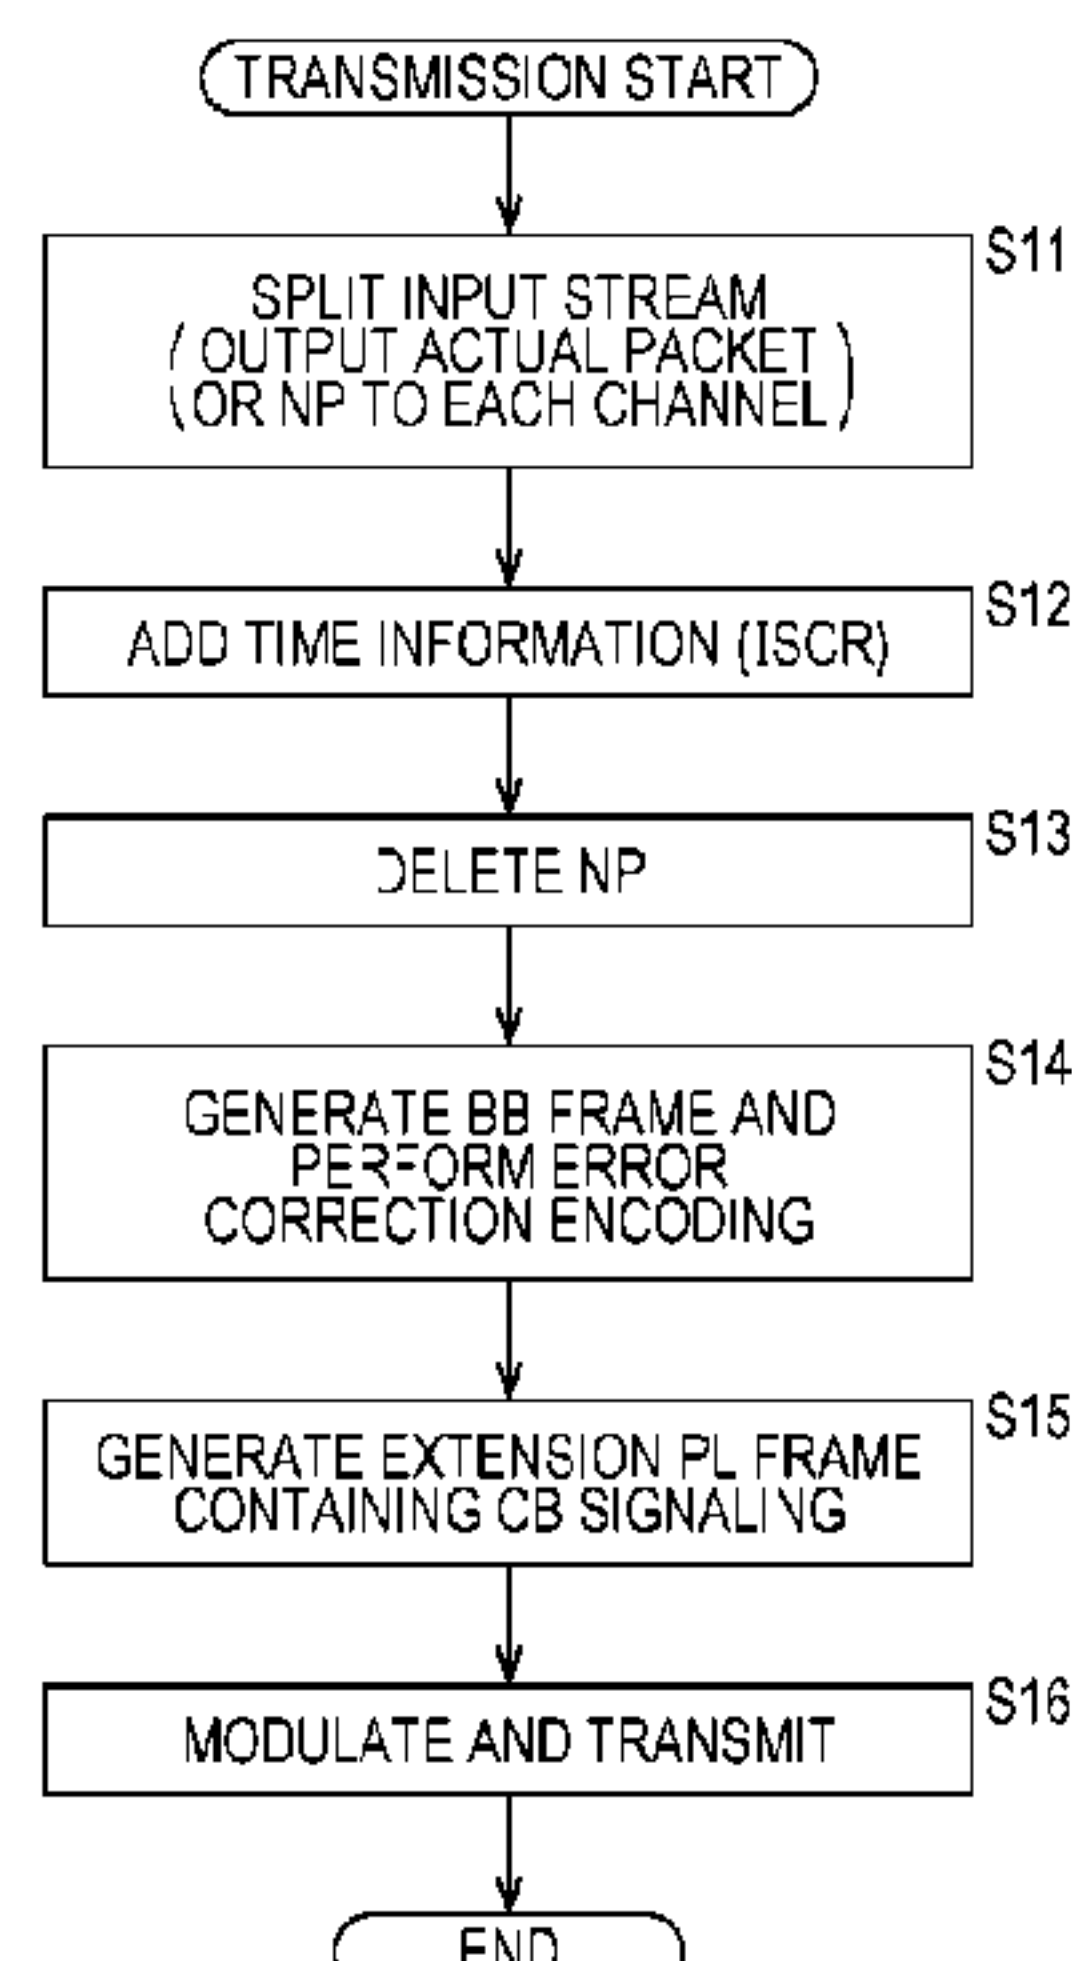 TRANSMISSION START
S11
SPLIT INPUT STREAM
( OUTPUT ACTUAL PACKET )
( OR NP TO EACH CHANNEL )
S12
ADD TIME INFORMATION (ISCR)
S13
DELETE NP
S14
GENERATE BB FRAME AND
PERFORM ERROR
CORRECTION ENCODING
S15
GENERATE EXTENSION PL FRAME
CONTAINING CB SIGNALING
S16
MODULATE AND TRANSMIT
END